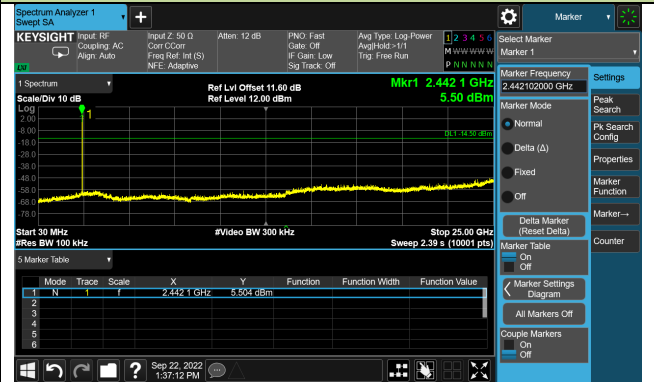 Spectrum Analyzer 1
Swept SA
Marker
KEYSIGHT
Input: RF
Coupling: AC
Align: Auto
Input Z: 50 Ω
Corr CCorr
Freq Ref: Int (S)
NFE: Adaptive
Atten: 12 dB
PNO: Fast
Gate: Off
IF Gain: Low
Sig Track: Off
Avg Type: Log-Power
Avg|Hold:>1/1
Trig: Free Run
1 2 3 4 5 6
M W W W W W
P N N N N N
LXI
Select Marker
Marker 1
1 Spectrum
Scale/Div 10 dB
Ref Lvl Offset 11.60 dB
Ref Level 12.00 dBm
Mkr1 2.442 1 GHz
5.50 dBm
Log
2.00
-8.00
-18.0
-28.0
-38.0
-48.0
-58.0
-68.0
-78.0
1
DL1 -14.50 dBm
Start 30 MHz
#Res BW 100 kHz
#Video BW 300 kHz
Stop 25.00 GHz
Sweep 2.39 s (10001 pts)
5 Marker Table
Mode Trace Scale X Y Function Function Width Function Value
1 N 1 f 2.442 1 GHz 5.504 dBm
2
3
4
5
6
Marker Frequency
2.442102000 GHz
Marker Mode
Normal
Delta (Δ)
Fixed
Off
Delta Marker
(Reset Delta)
Marker Table
On
Off
Marker Settings
Diagram
All Markers Off
Couple Markers
On
Off
Settings
Peak
Search
Pk Search
Config
Properties
Marker
Function
Marker→
Counter
Sep 22, 2022
1:37:12 PM